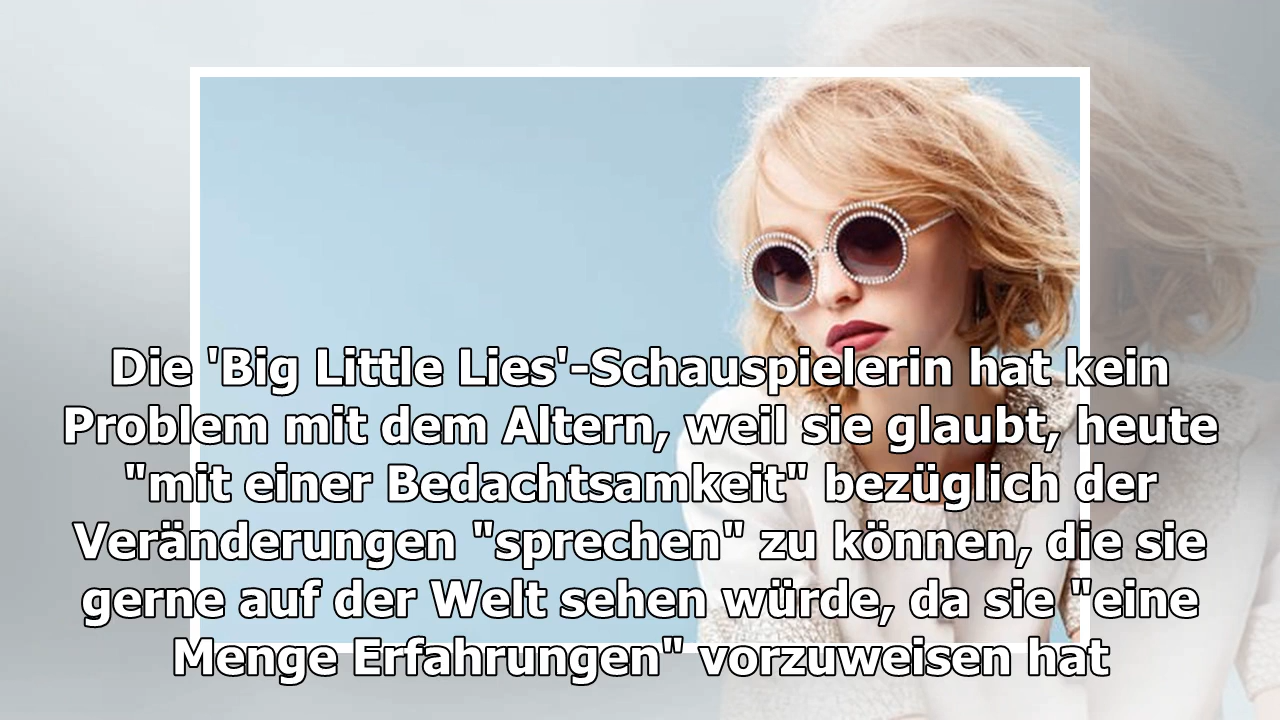 Die 'Big Little Lies'-Schauspielerin hat kein
Problem mit dem Altern, weil sie glaubt, heute
"mit einer Bedachtsamkeit" bezüglich der
Veränderungen "sprechen" zu können, die sie
gerne auf der Welt sehen würde, da sie "eine
Menge Erfahrungen" vorzuweisen hat